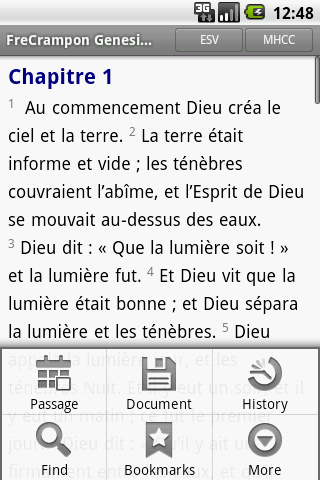 3G 12:48
FreCrampon Genesi... ESV MHCC
Chapitre 1
1 Au commencement Dieu créa le
ciel et la terre. 2 La terre était
informe et vide ; les ténèbres
couvraient l’abîme, et l’Esprit de Dieu
se mouvait au-dessus des eaux.
3 Dieu dit : « Que la lumière soit ! »
et la lumière fut. 4 Et Dieu vit que la
lumière était bonne ; et Dieu sépara
la lumière et les ténèbres. 5 Dieu
Passage Document History
Find Bookmarks More